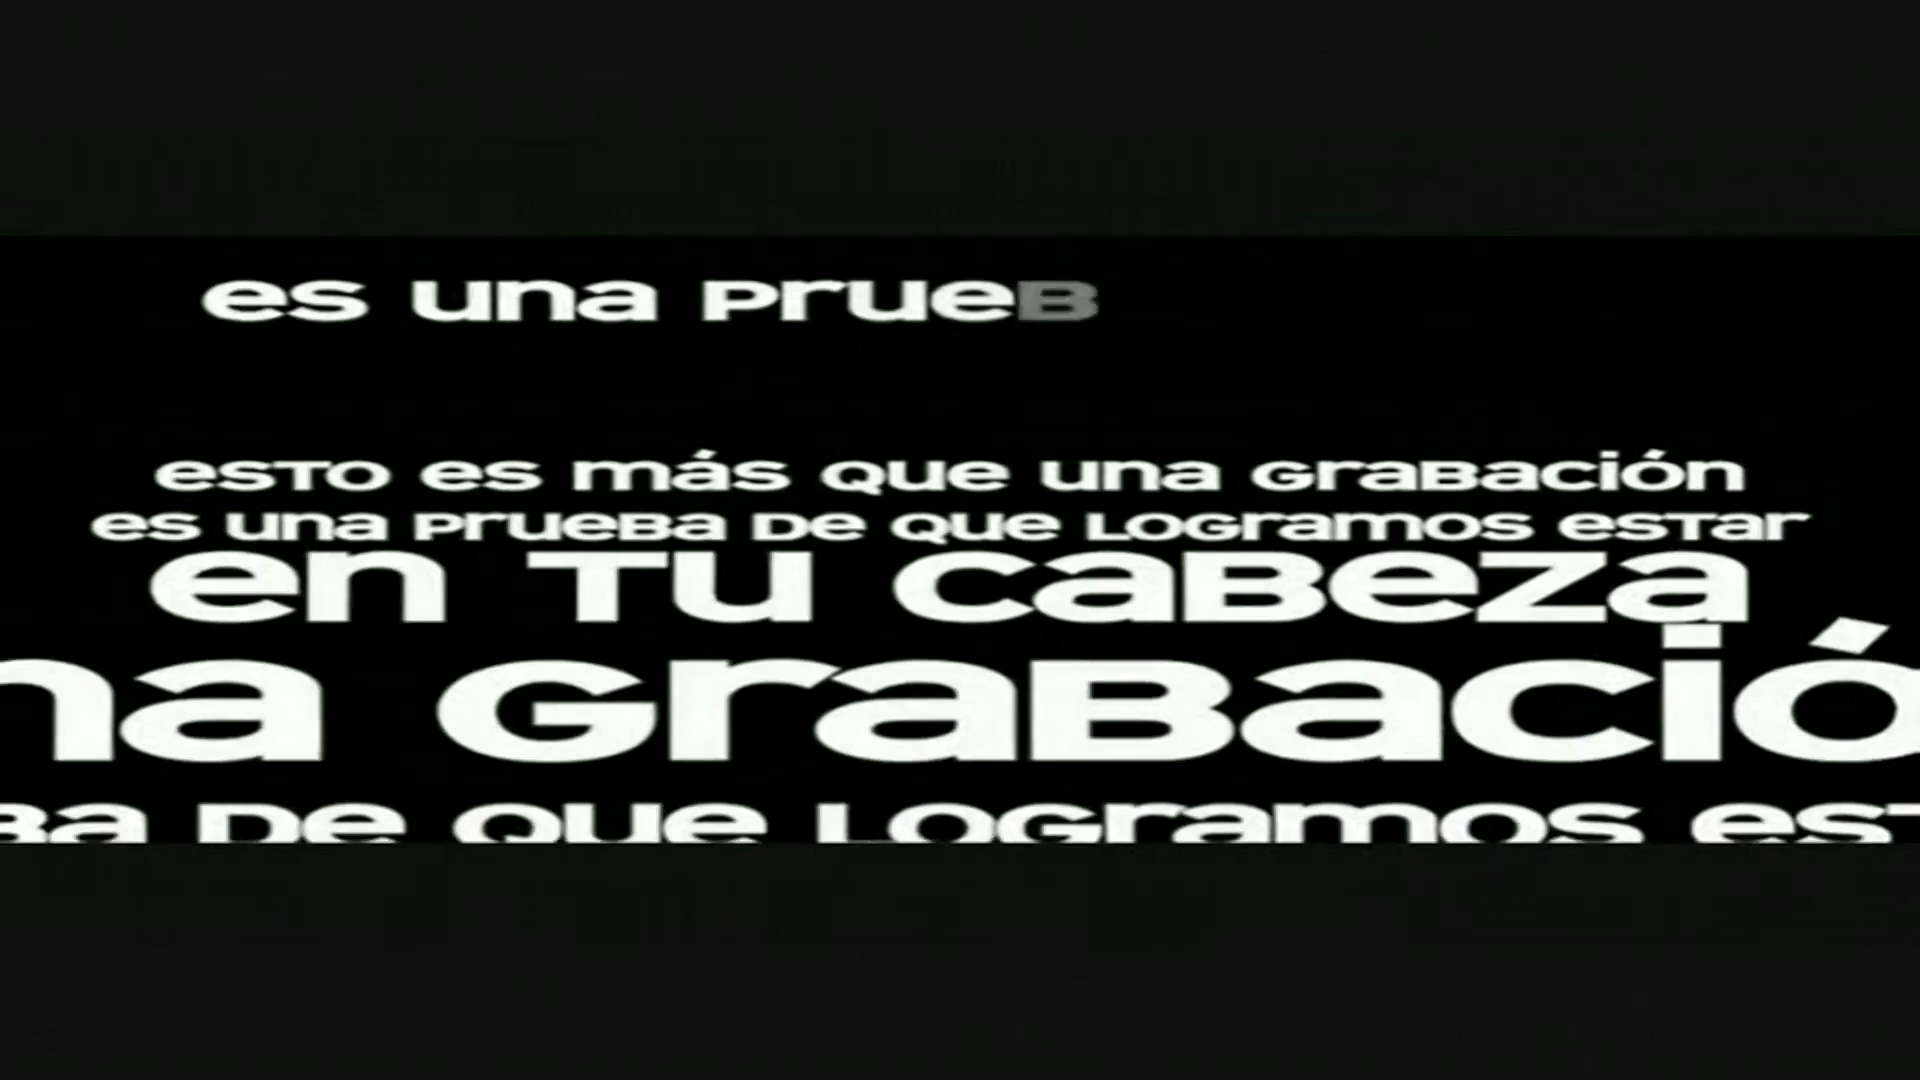 es una prueb
esto es más que una grabación
es una prueba de que logramos estar
en tu cabeza
na grabació
ba de que logramos est